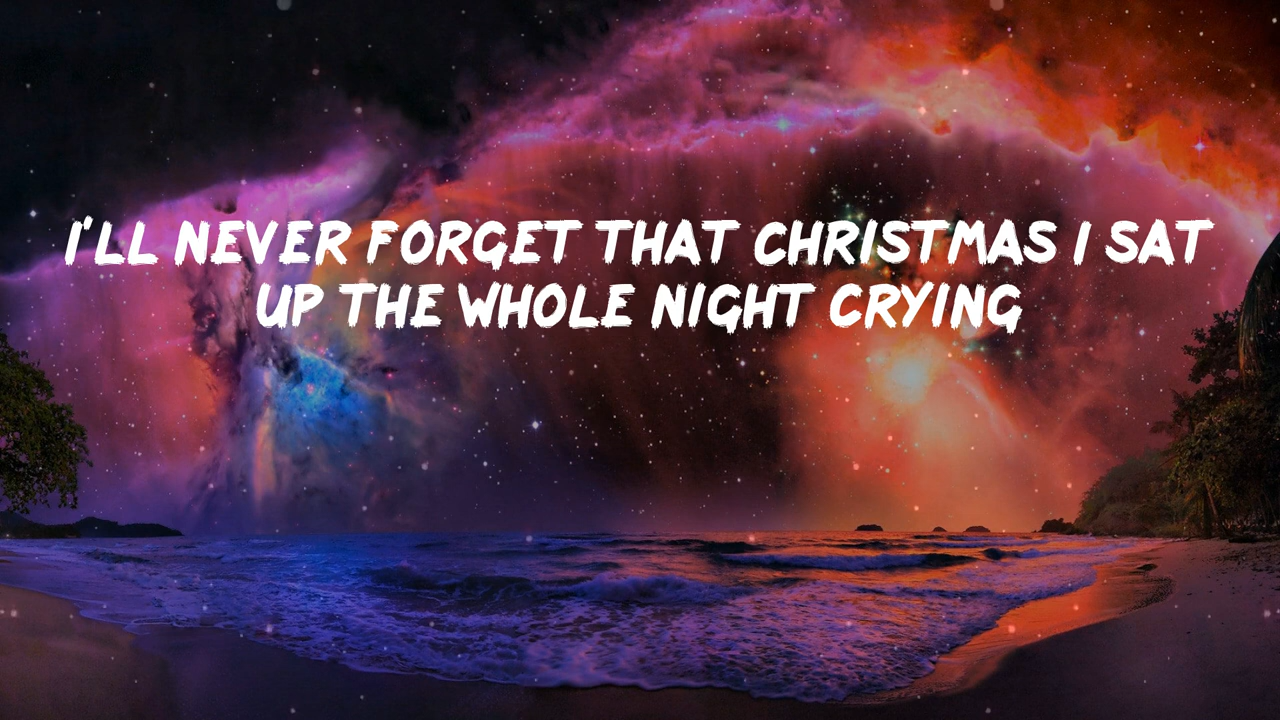 I'LL NEVER FORGET THAT CHRISTMAS I SAT
UP THE WHOLE NIGHT CRYING